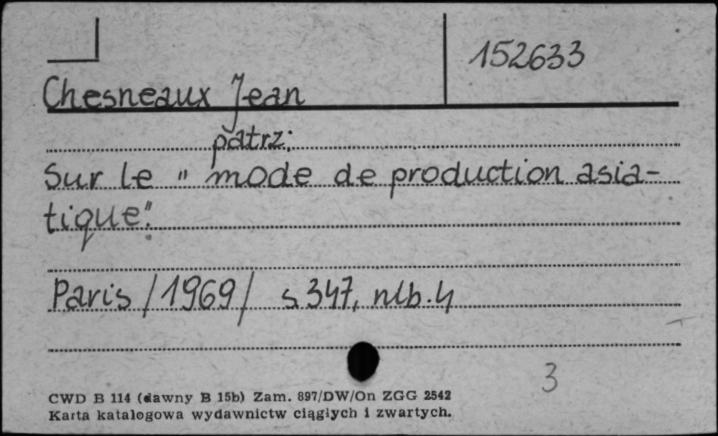 152633
Chesneaux Jean
patrz:
Sur le "mode de production asia-
tique".
Paris /1969/ s 347, nlb. 4
3
CWD B 114 (dawny B 15b) Zam. 897/DW/On ZGG 2542
Karta katalogowa wydawnictw ciągłych i zwartych.